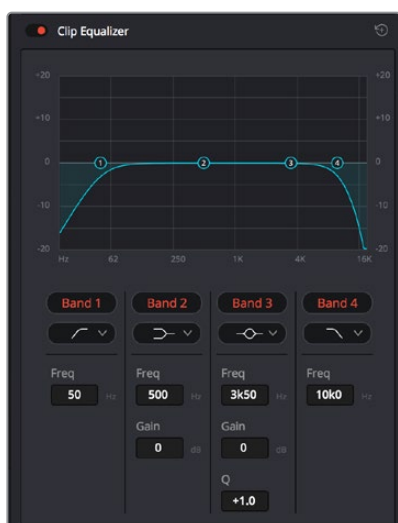 Clip Equalizer
+20 +20
+10 +10
0 1 2 3 4 0
-10 -10
-20 -20
Hz 62 250 1K 4K 16K
Band 1 Band 2 Band 3 Band 4
Freq Freq Freq Freq
50 Hz 500 Hz 3k50 Hz 10k0 Hz
Gain Gain
0 dB 0 dB
Q
+1.0